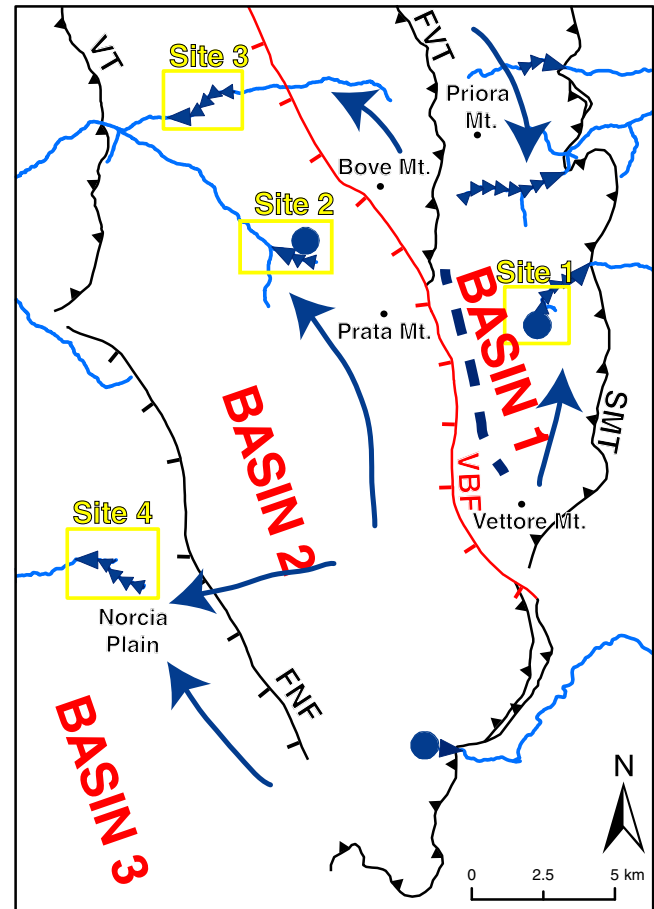 VT
Site 3
FVT
Priora
Mt.
Bove Mt.
Site 2
Site 1
BASIN 1
Prata Mt.
BASIN 2
SMT
VBF
Vettore Mt.
Site 4
Norcia
Plain
FNF
BASIN 3
N
0 2.5 5 km